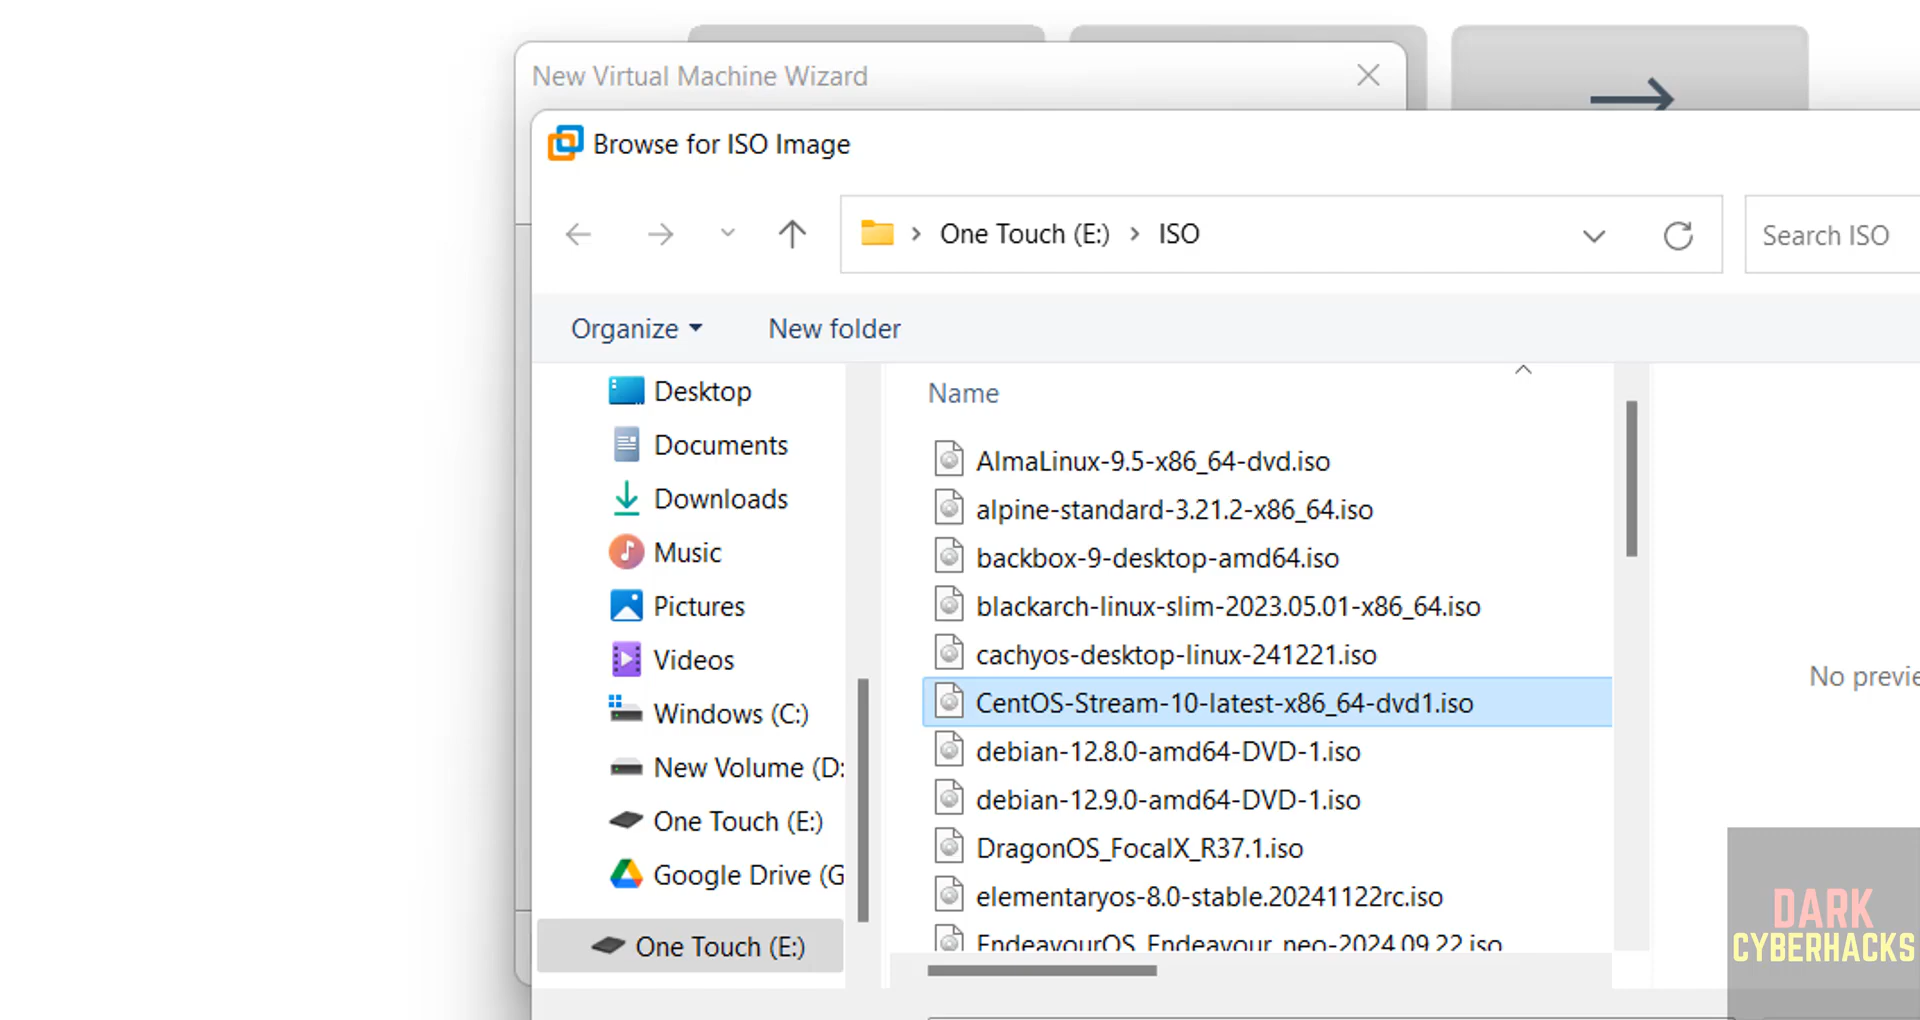 New Virtual Machine Wizard
Browse for ISO Image
One Touch (E:) > ISO
Search ISO
Organize
New folder
Desktop
Documents
Downloads
Music
Pictures
Videos
Windows (C:)
New Volume (D:
One Touch (E:)
Google Drive (G
One Touch (E:)
Name
AlmaLinux-9.5-x86_64-dvd.iso
alpine-standard-3.21.2-x86_64.iso
backbox-9-desktop-amd64.iso
blackarch-linux-slim-2023.05.01-x86_64.iso
cachyos-desktop-linux-241221.iso
CentOS-Stream-10-latest-x86_64-dvd1.iso
debian-12.8.0-amd64-DVD-1.iso
debian-12.9.0-amd64-DVD-1.iso
DragonOS_FocalX_R37.1.iso
elementaryos-8.0-stable.20241122rc.iso
EndeavourOS_Endeavour_neo-2024.09.22.iso
No previe
DARK
CYBERHACKS